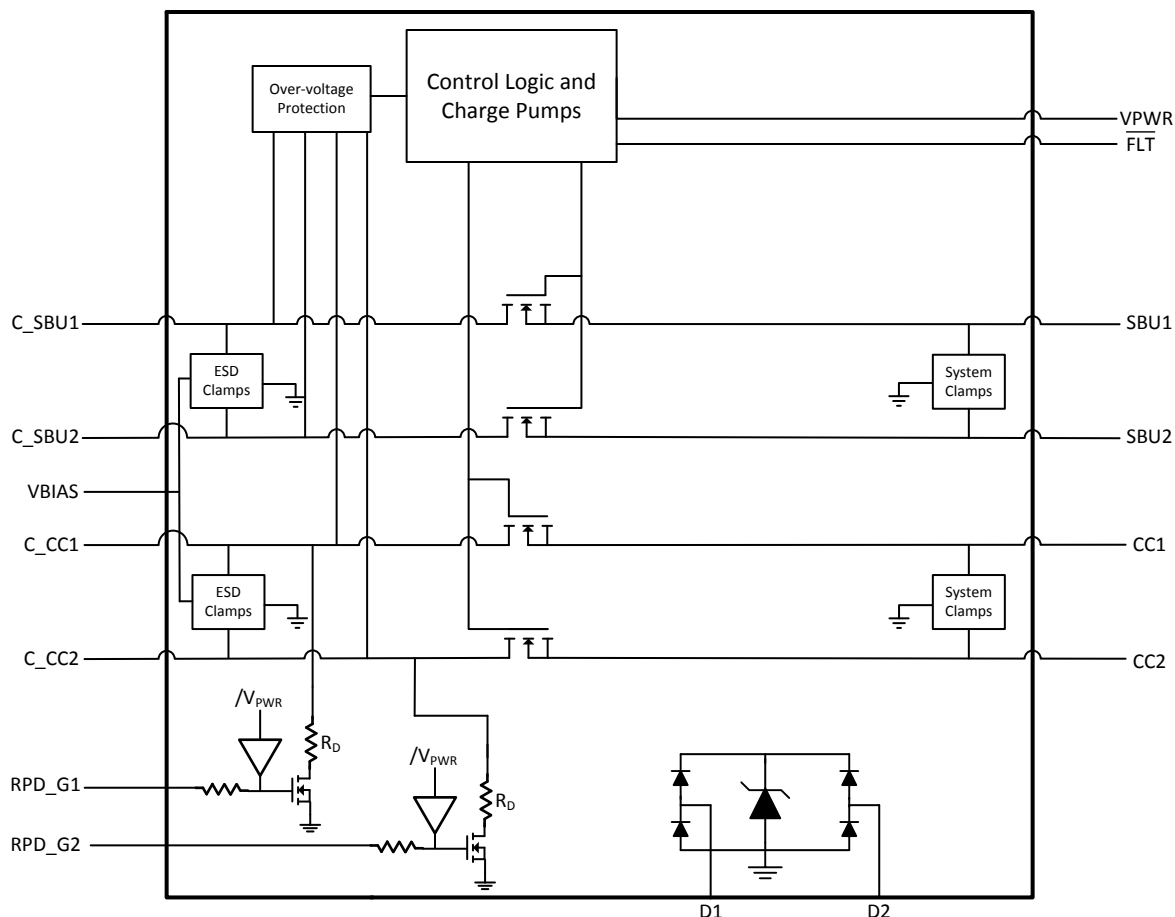 Control Logic and
Charge Pumps
Over-voltage
Protection
VPWR
FLT
C_SBU1
SBU1
ESD
Clamps
System
Clamps
C_SBU2
SBU2
VBIAS
C_CC1
CC1
ESD
Clamps
System
Clamps
C_CC2
CC2
/VPWR
RD
/VPWR
RPD_G1
RD
RPD_G2
D1
D2